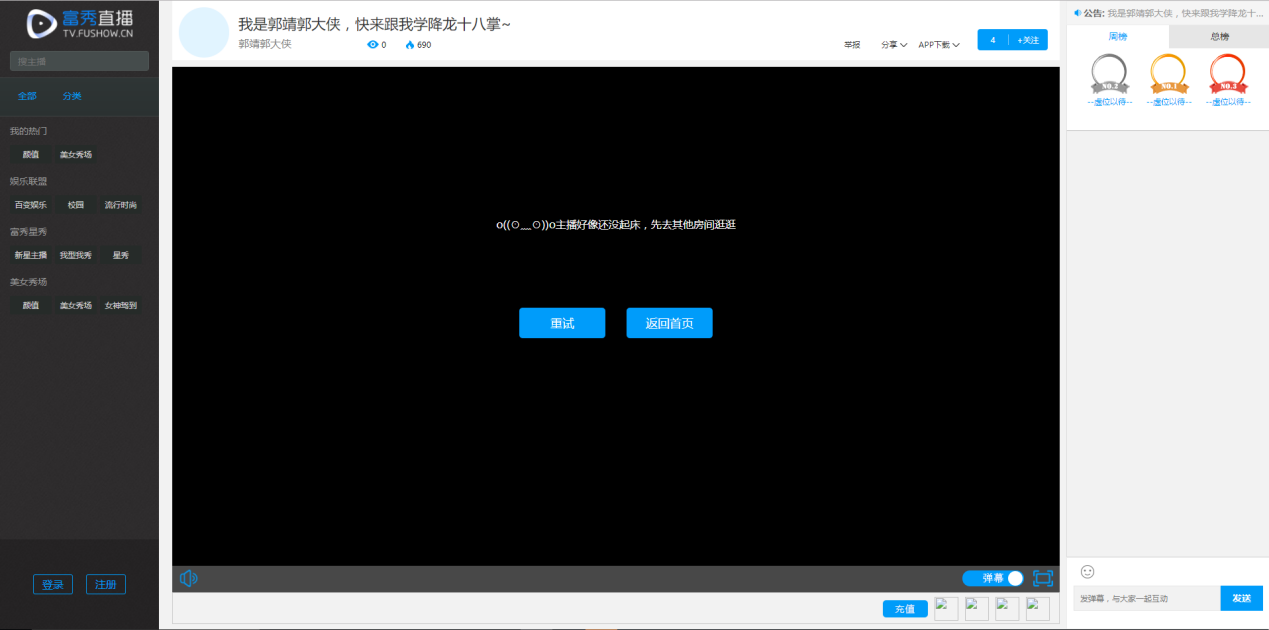 富秀直播
TV.FUSHOW.CN
搜主播
全部 分类
我的热门
颜值 美女秀场
娱乐联盟
百变娱乐 校园 流行时尚
富秀星秀
新星主播 我型我秀 星秀
美女秀场
颜值 美女秀场 女神驾到
登录 注册
我是郭靖郭大侠，快来跟我学降龙十八掌~
郭靖郭大侠 0 690
举报 分享 APP下载 4 +关注
o((⊙﹏⊙))o主播好像还没起床，先去其他房间逛逛
重试 返回首页
弹幕
充值
公告: 我是郭靖郭大侠，快来跟我学降龙十...
周榜 总榜
NO.2 NO.1 NO.3
--虚位以待-- --虚位以待-- --虚位以待--
发弹幕，与大家一起互动 发送